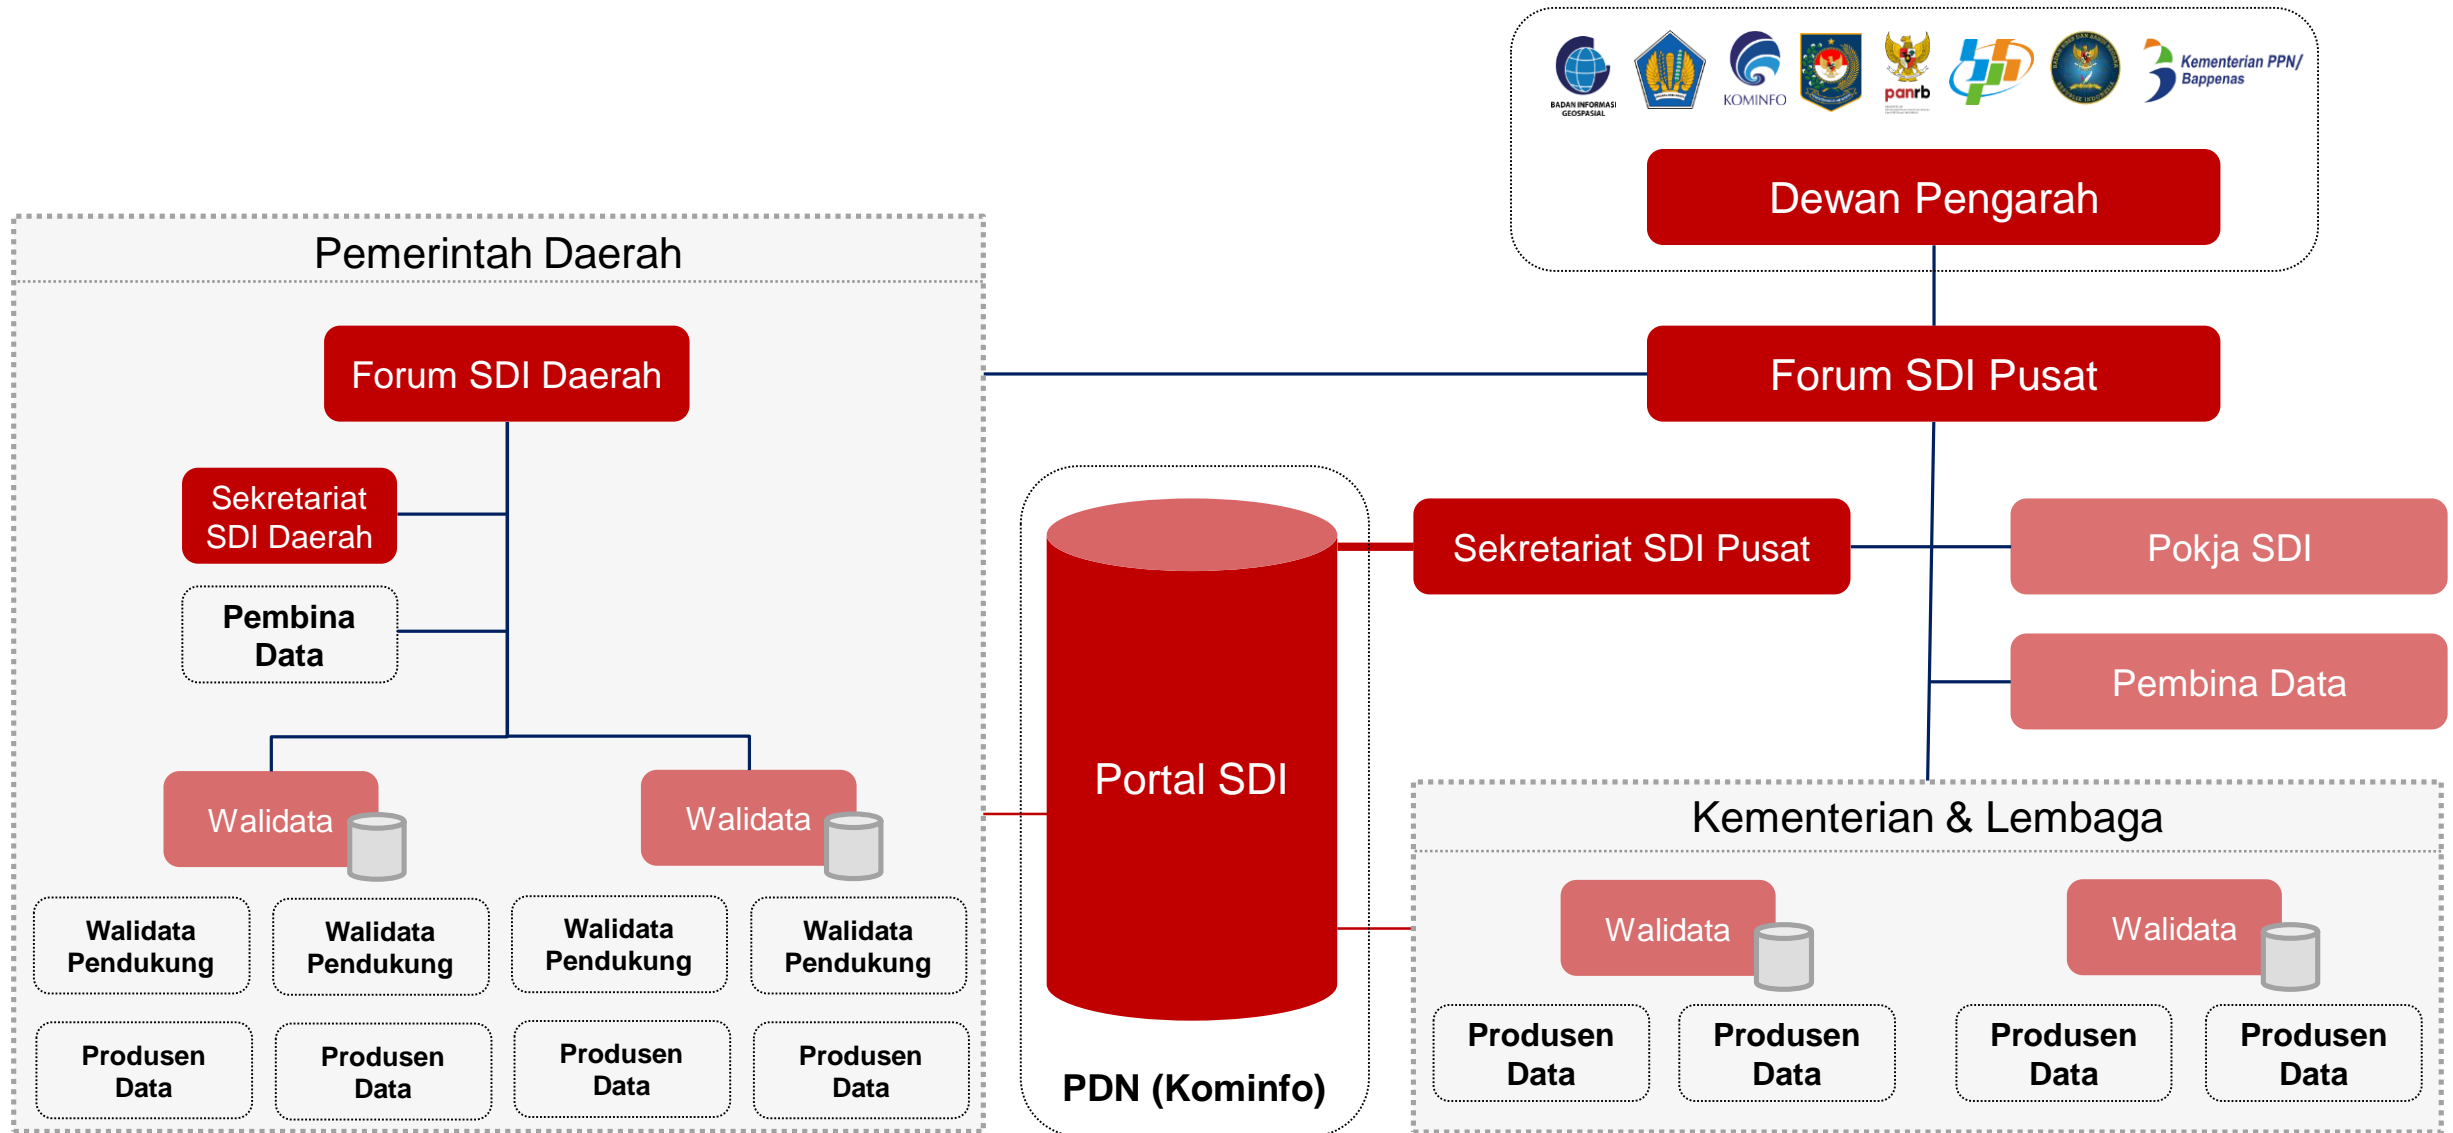 BADAN INFORMASI
GEOSPASIAL
KOMINFO
panrb
Kementerian PPN/
Bappenas
Dewan Pengarah
Pemerintah Daerah
Forum SDI Daerah
Forum SDI Pusat
Sekretariat
SDI Daerah
Pembina
Data
Sekretariat SDI Pusat
Pokja SDI
Pembina Data
Portal SDI
PDN (Kominfo)
Walidata
Walidata
Walidata
Pendukung
Walidata
Pendukung
Walidata
Pendukung
Walidata
Pendukung
Produsen
Data
Produsen
Data
Produsen
Data
Produsen
Data
Kementerian & Lembaga
Walidata
Walidata
Produsen
Data
Produsen
Data
Produsen
Data
Produsen
Data